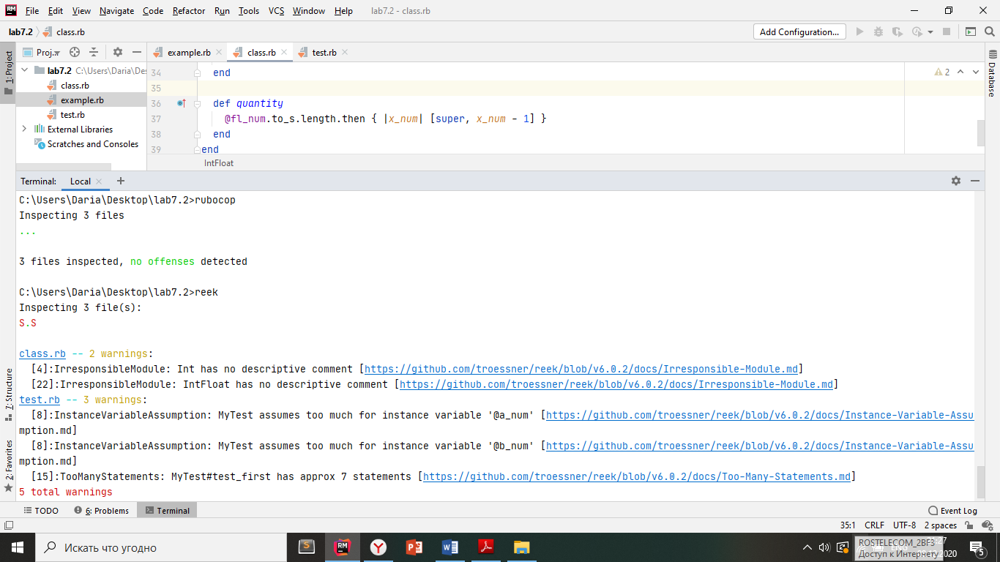 RM File Edit View Navigate Code Refactor Run Tools VCS Window Help lab7.2 - class.rb
lab7.2 class.rb Add Configuration...
1: Project Proj.. example.rb class.rb test.rb Database
lab7.2 C:\Users\Daria\Des
class.rb
example.rb
test.rb
External Libraries
Scratches and Consoles
34 end
2
35
36 def quantity
37 @fl_num.to_s.length.then { |x_num| [super, x_num - 1] }
38 end
39 end
IntFloat
Terminal: Local
C:\Users\Daria\Desktop\lab7.2>rubocop
Inspecting 3 files
...
3 files inspected, no offenses detected
C:\Users\Daria\Desktop\lab7.2>reek
Inspecting 3 file(s):
S.S
class.rb -- 2 warnings:
[4]:IrresponsibleModule: Int has no descriptive comment [https://github.com/troessner/reek/blob/v6.0.2/docs/Irresponsible-Module.md]
[22]:IrresponsibleModule: IntFloat has no descriptive comment [https://github.com/troessner/reek/blob/v6.0.2/docs/Irresponsible-Module.md]
test.rb -- 3 warnings:
[8]:InstanceVariableAssumption: MyTest assumes too much for instance variable '@a_num' [https://github.com/troessner/reek/blob/v6.0.2/docs/Instance-Variable-Assu
mption.md]
[8]:InstanceVariableAssumption: MyTest assumes too much for instance variable '@b_num' [https://github.com/troessner/reek/blob/v6.0.2/docs/Instance-Variable-Assu
mption.md]
[15]:TooManyStatements: MyTest#test_first has approx 7 statements [https://github.com/troessner/reek/blob/v6.0.2/docs/Too-Many-Statements.md]
5 total warnings
7: Structure
2: Favorites
TODO 6: Problems Terminal Event Log
35:1 CRLF UTF-8 2 spaces
Искать что угодно
ROSTELECOM_2BF3
Доступ к Интернету
5